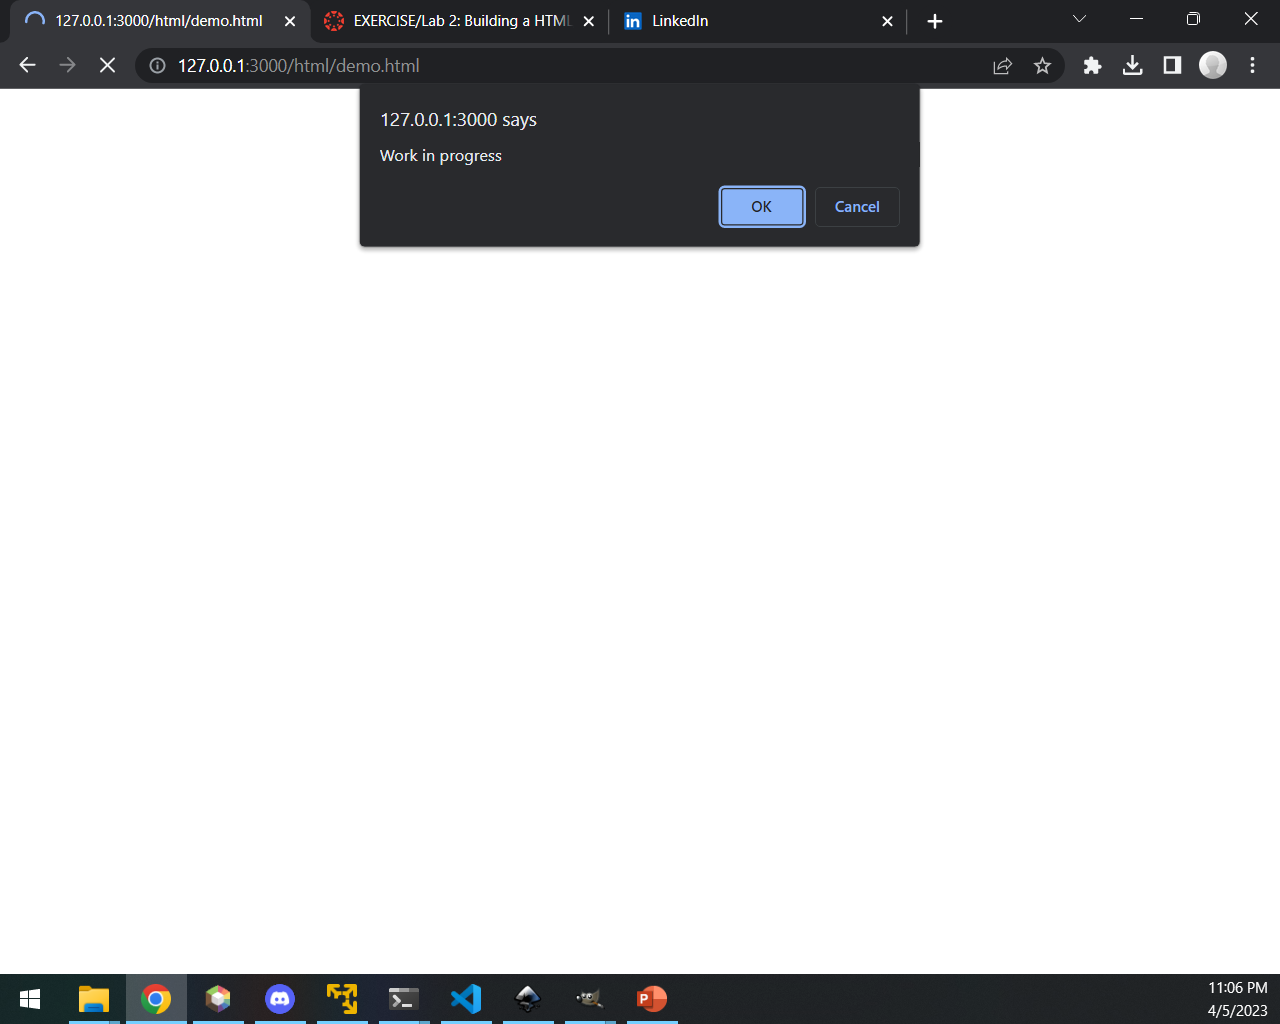 127.0.0.1:3000/html/demo.html
EXERCISE/Lab 2: Building a HTML
LinkedIn
127.0.0.1:3000/html/demo.html
127.0.0.1:3000 says
Work in progress
OK
Cancel
11:06 PM
4/5/2023